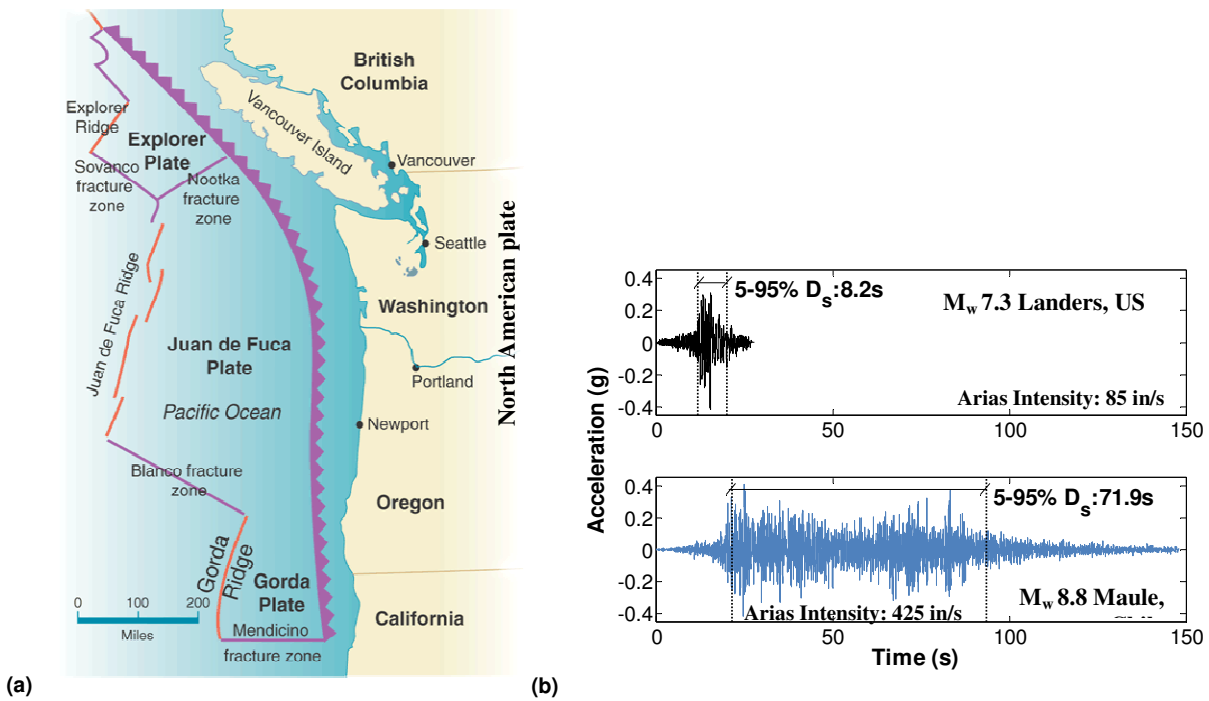 British
Columbia
Vancouver Island
Explorer
Ridge
Explorer
Plate
Vancouver
Sovanco
fracture
zone
Nootka
fracture
zone
Seattle
North American plate
Washington
Juan de Fuca Ridge
Juan de Fuca
Plate
Portland
Pacific Ocean
Newport
Blanco fracture
zone
Oregon
Gorda
Ridge
Gorda
Plate
0 100 200
Miles
Mendicino
fracture zone
California
(a)
Acceleration (g)
0.4
0.2
0
-0.2
-0.4
5-95% Ds:8.2s
Mw 7.3 Landers, US
Arias Intensity: 85 in/s
0 50 100 150
0.4
0.2
0
-0.2
-0.4
5-95% Ds:71.9s
Arias Intensity: 425 in/s
Mw 8.8 Maule,
0 50 100 150
Time (s)
(b)